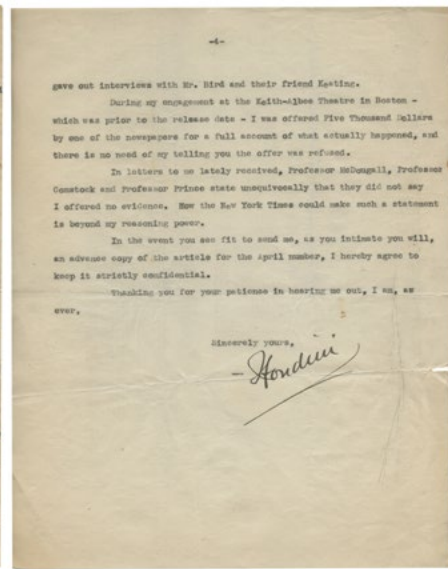 -4-
gave out interviews with Mr. Bird and their friend Keating.
During my engagement at the Keith-Albee Theatre in Boston -
which was prior to the release date - I was offered Five Thousand Dollars
by one of the newspapers for a full account of what actually happened, and
there is no need of my telling you the offer was refused.
In letters to me lately received, Professor McDougall, Professor
Comstock and Professor Prince state unequivocally that they did not say
I offered no evidence. How the New York Times could make such a statement
is beyond my reasoning power.
In the event you see fit to send me, as you intimate you will,
an advance copy of the article for the April number, I hereby agree to
keep it strictly confidential.
Thanking you for your patience in hearing me out, I am, as
ever,
Sincerely yours,
Houdini